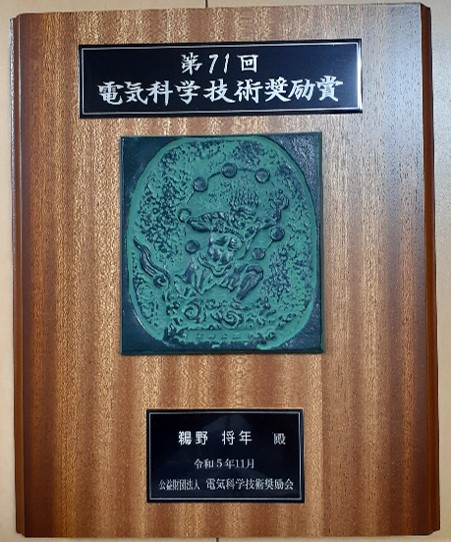 第71回
電気科学技術奨励賞
鵜野 将年 殿
令和5年11月
公益財団法人 電気科学技術奨励会